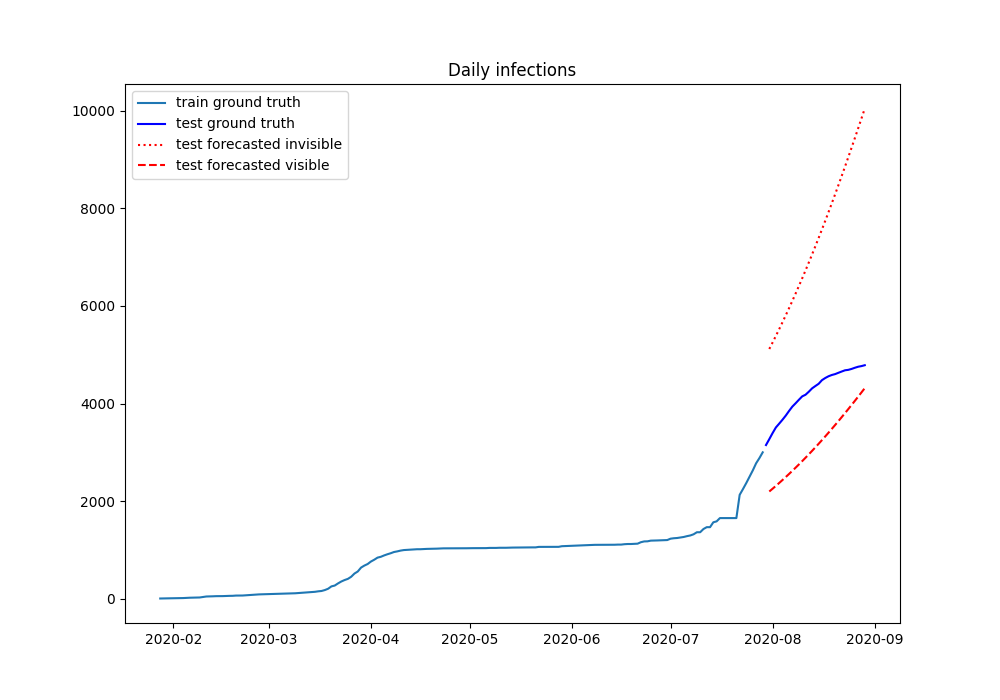 Daily infections
train ground truth
test ground truth
test forecasted invisible
test forecasted visible
10000
8000
6000
4000
2000
0
2020-02 2020-03 2020-04 2020-05 2020-06 2020-07 2020-08 2020-09